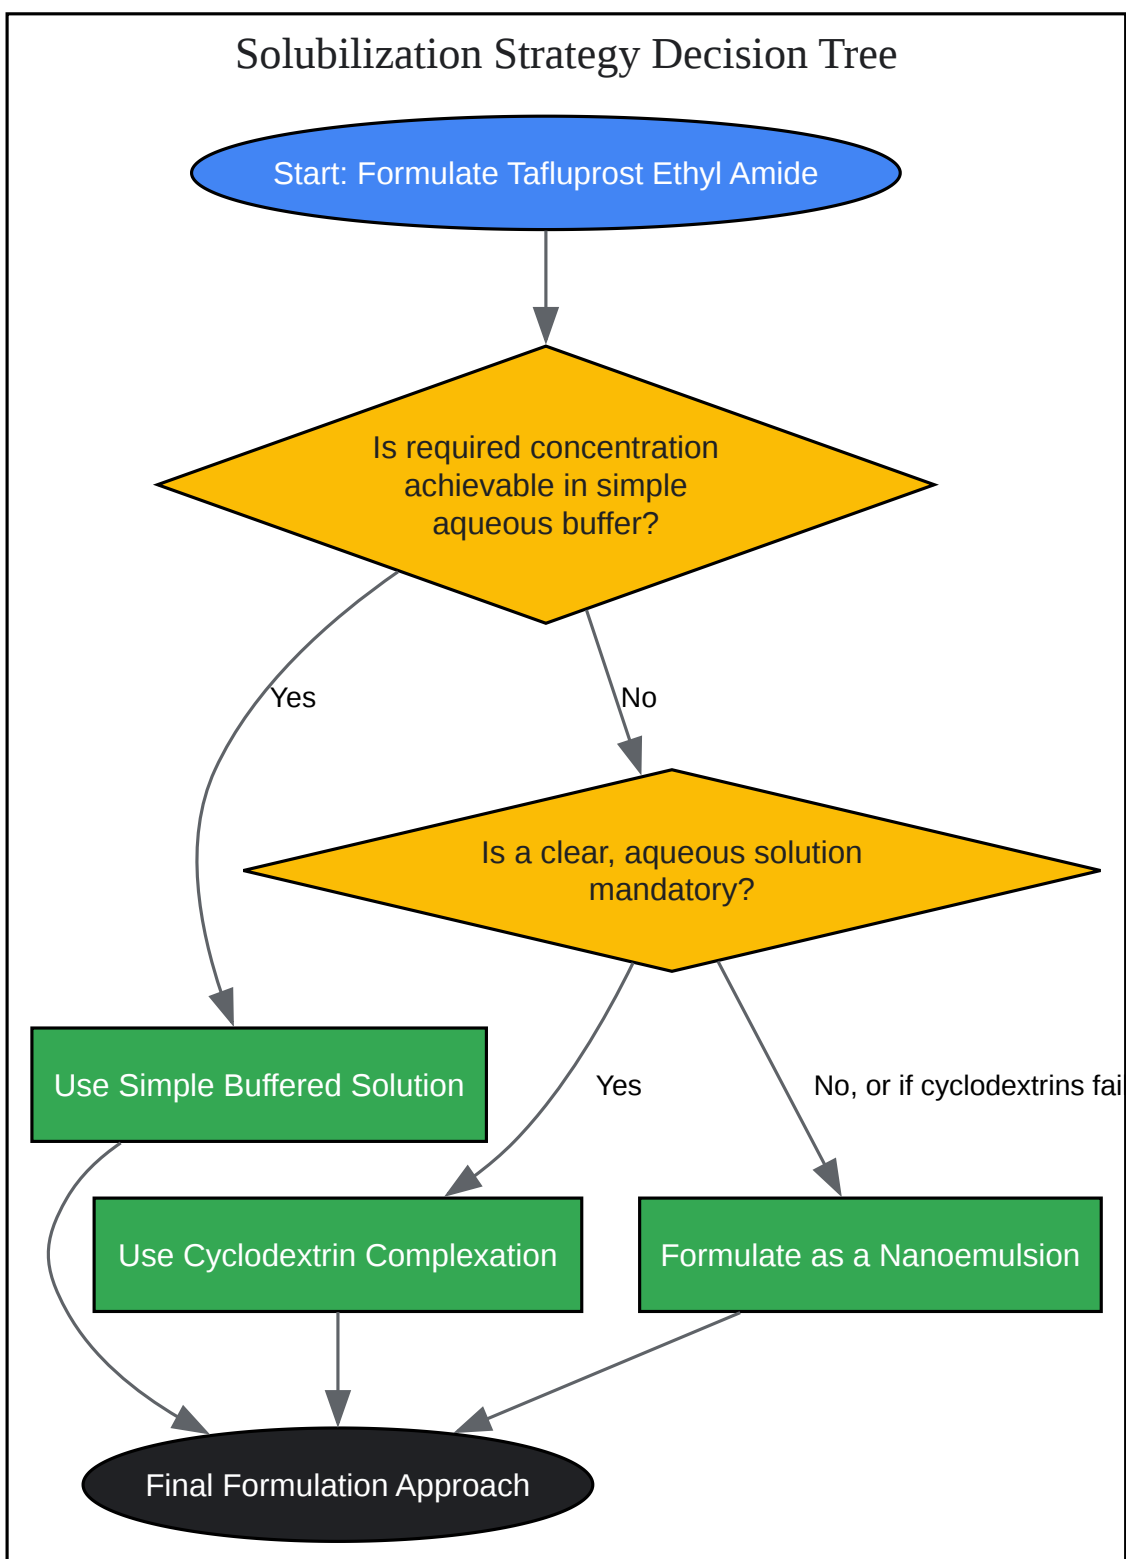 Solubilization Strategy Decision Tree
Start: Formulate Tafluprost Ethyl Amide
Is required concentration
achievable in simple
aqueous buffer?
Yes
No
Is a clear, aqueous solution
mandatory?
Use Simple Buffered Solution
Yes
No, or if cyclodextrins fai
Use Cyclodextrin Complexation
Formulate as a Nanoemulsion
Final Formulation Approach